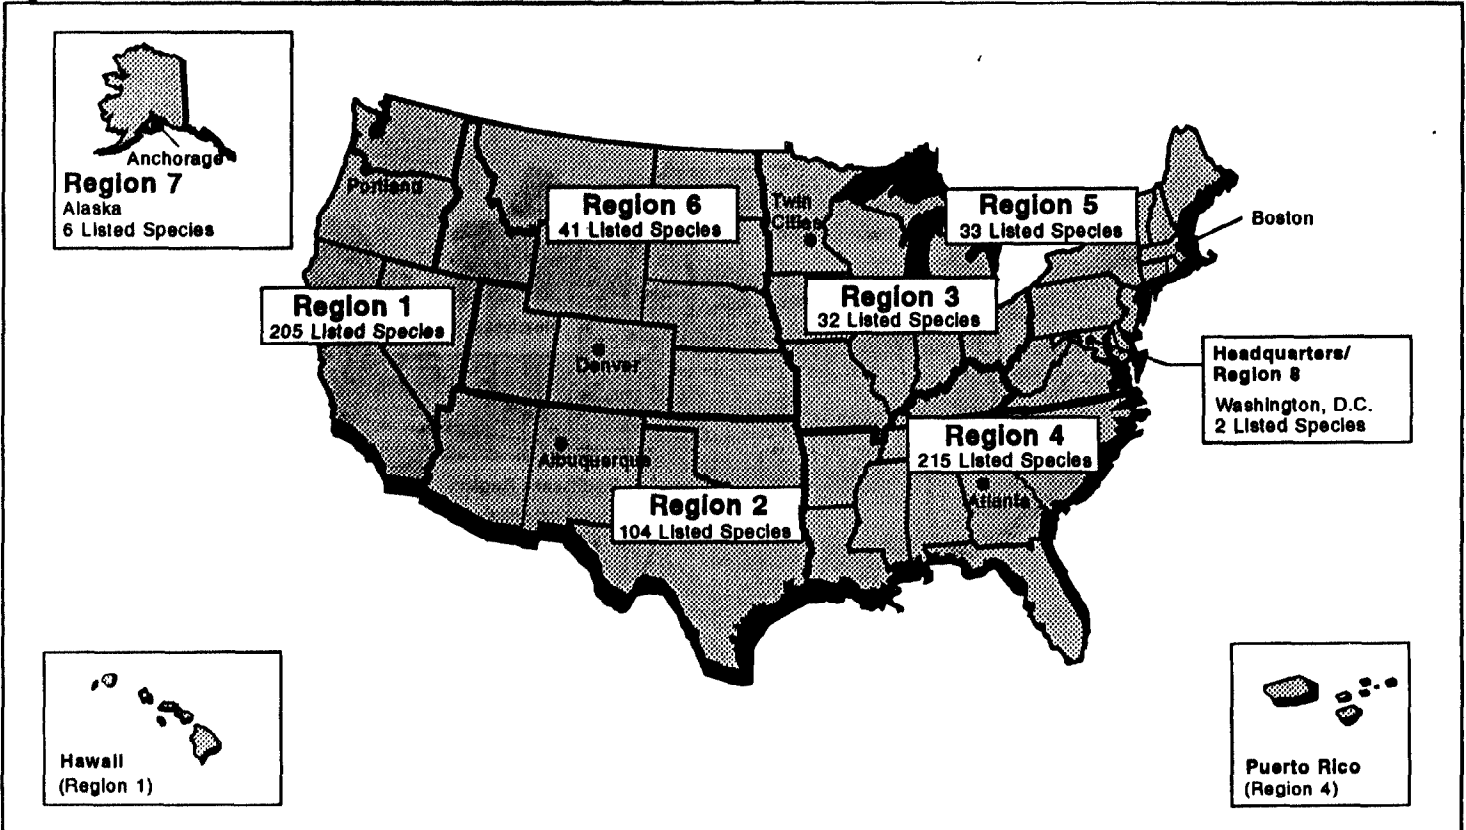 Anchorage
Region 7
Alaska
6 Listed Species
Portland
Region 6
41 Listed Species
Twin
Cities
Region 5
33 Listed Species
Boston
Region 1
205 Listed Species
Region 3
32 Listed Species
Denver
Headquarters/
Region 8
Washington, D.C.
2 Listed Species
Region 4
215 Listed Species
Albuquerque
Atlanta
Region 2
104 Listed Species
Hawaii
(Region 1)
Puerto Rico
(Region 4)